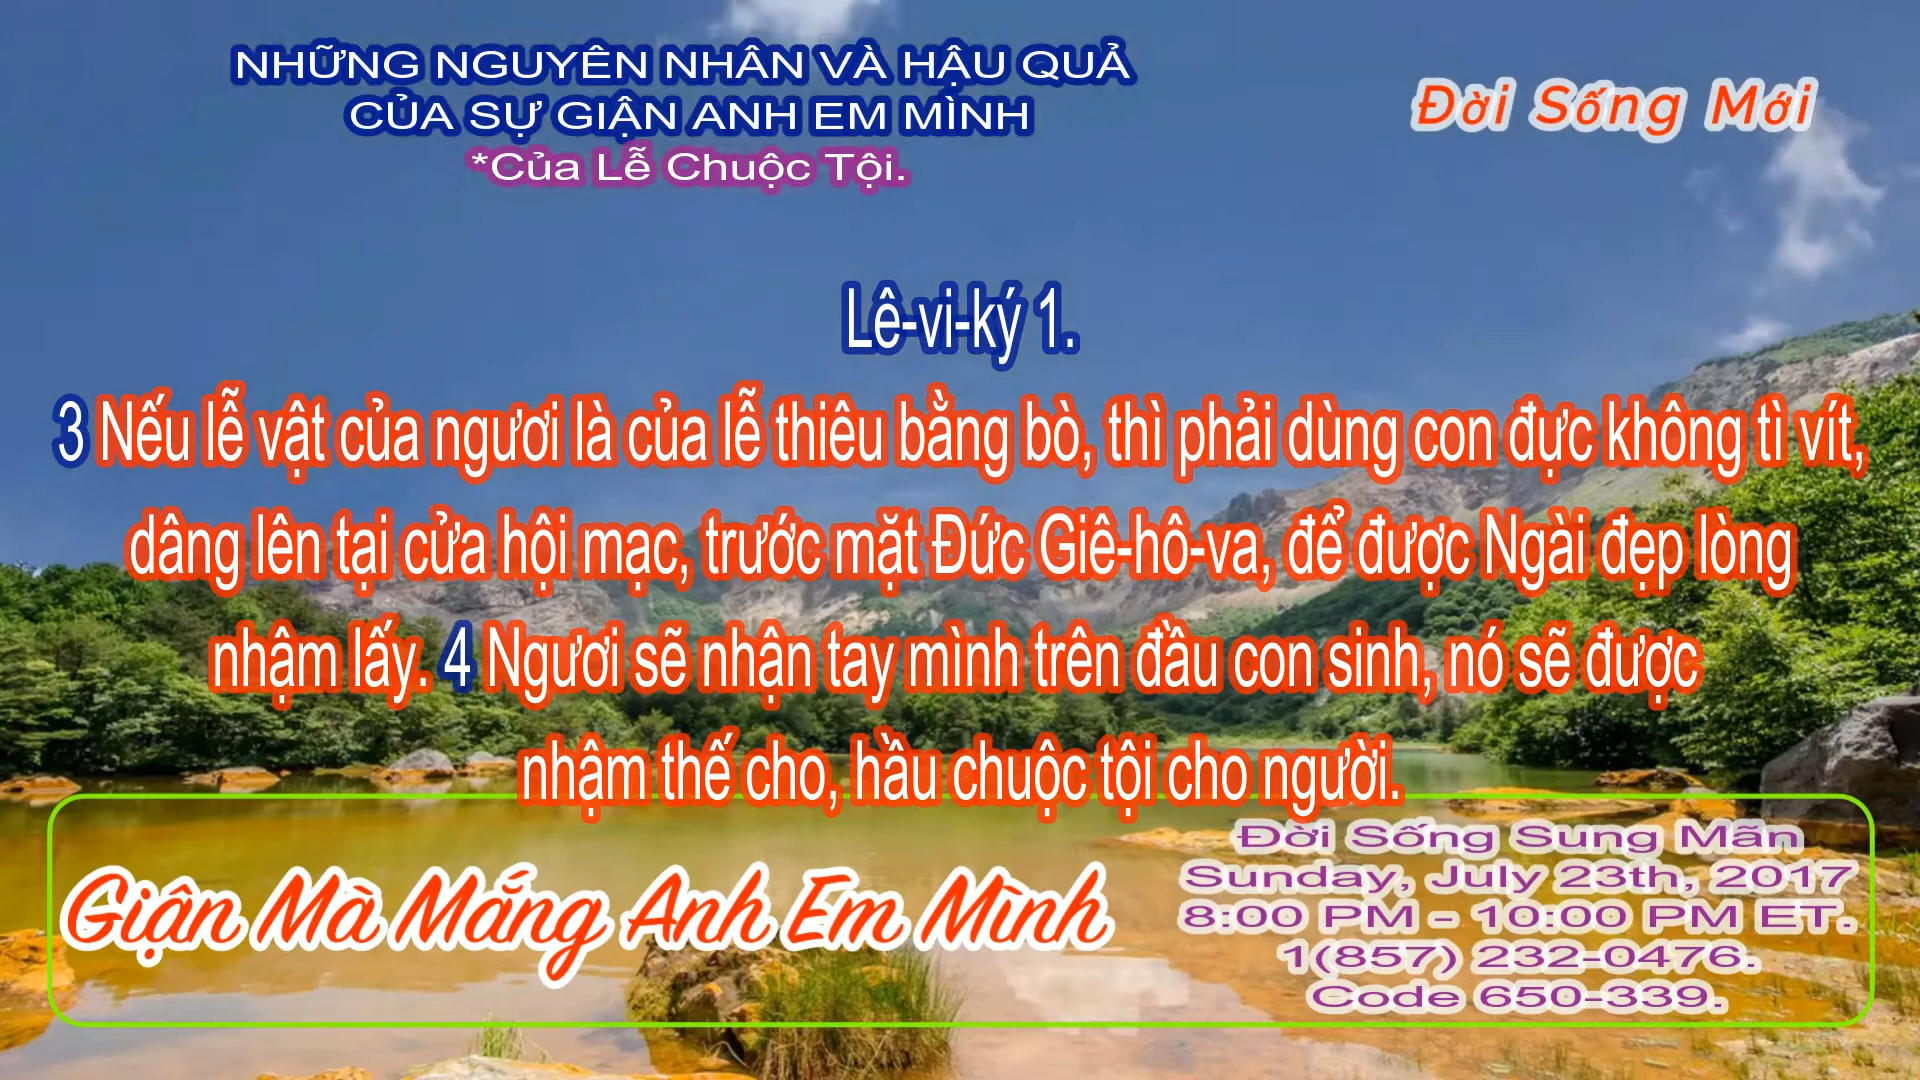 NHỮNG NGUYÊN NHÂN VÀ HẬU QUẢ
CỦA SỰ GIẬN ANH EM MÌNH
*Của Lễ Chuộc Tội.
Đời Sống Mới
Lê-vi-ký 1.
3 Nếu lễ vật của ngươi là của lễ thiêu bằng bò, thì phải dùng con đực không tì vít,
dâng lên tại cửa hội mạc, trước mặt Đức Giê-hô-va, để được Ngài đẹp lòng
nhậm lấy. 4 Ngươi sẽ nhận tay mình trên đầu con sinh, nó sẽ được
nhậm thế cho, hầu chuộc tội cho người.
Giận Mà Mắng Anh Em Mình
Đời Sống Sung Mãn
Sunday, July 23th, 2017
8:00 PM – 10:00 PM ET.
1(857) 232-0476.
Code 650-339.